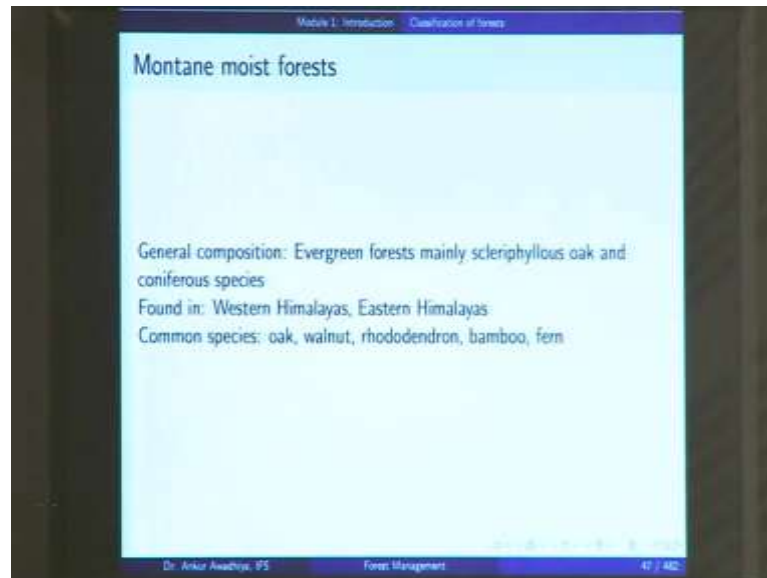 Module 1: Introduction Classification of forests
Montane moist forests
General composition: Evergreen forests mainly scleriphyllous oak and
coniferous species
Found in: Western Himalayas, Eastern Himalayas
Common species: oak, walnut, rhododendron, bamboo, fern
Dr. Ankur Awadhiya, IFS Forest Management 47 / 482